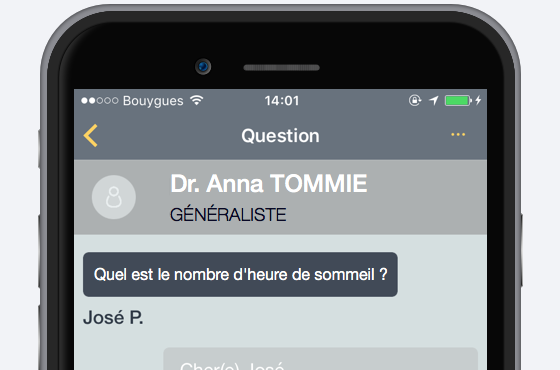 Bouygues 14:01
Question
Dr. Anna TOMMIE
GÉNÉRALISTE
Quel est le nombre d'heure de sommeil ?
José P.
Cher(e) José